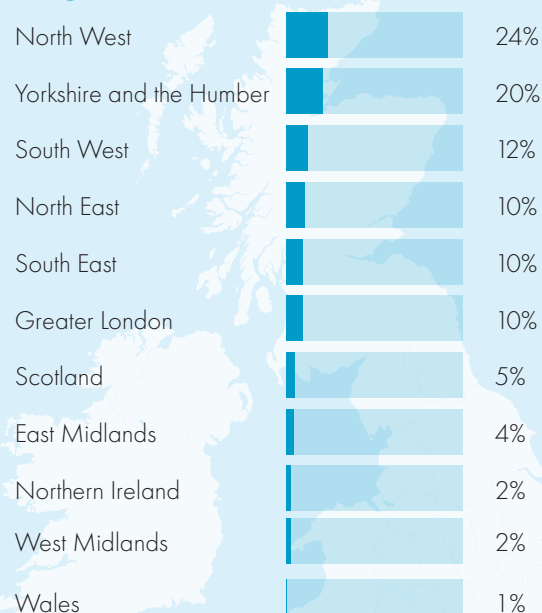 North West 24%
Yorkshire and the Humber 20%
South West 12%
North East 10%
South East 10%
Greater London 10%
Scotland 5%
East Midlands 4%
Northern Ireland 2%
West Midlands 2%
Wales 1%